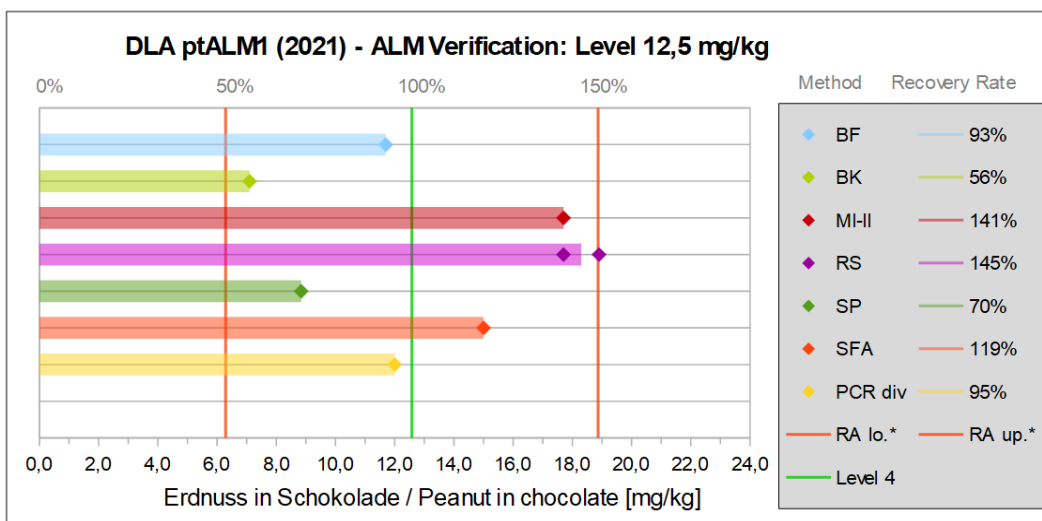 DLA ptALM1 (2021) - ALM Verification: Level 12,5 mg/kg
0% 50% 100% 150%
Method Recovery Rate
BF 93%
BK 56%
MI-II 141%
RS 145%
SP 70%
SFA 119%
PCR div 95%
RA lo.* RA up.*
Level 4
0,0 2,0 4,0 6,0 8,0 10,0 12,0 14,0 16,0 18,0 20,0 22,0 24,0
Erdnuss in Schokolade / Peanut in chocolate [mg/kg]